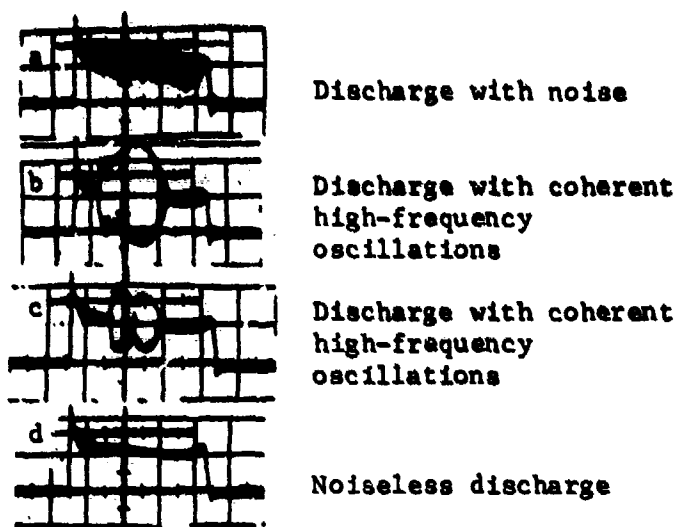 a
Discharge with noise
b
Discharge with coherent
high-frequency
oscillations
c
Discharge with coherent
high-frequency
oscillations
d
Noiseless discharge